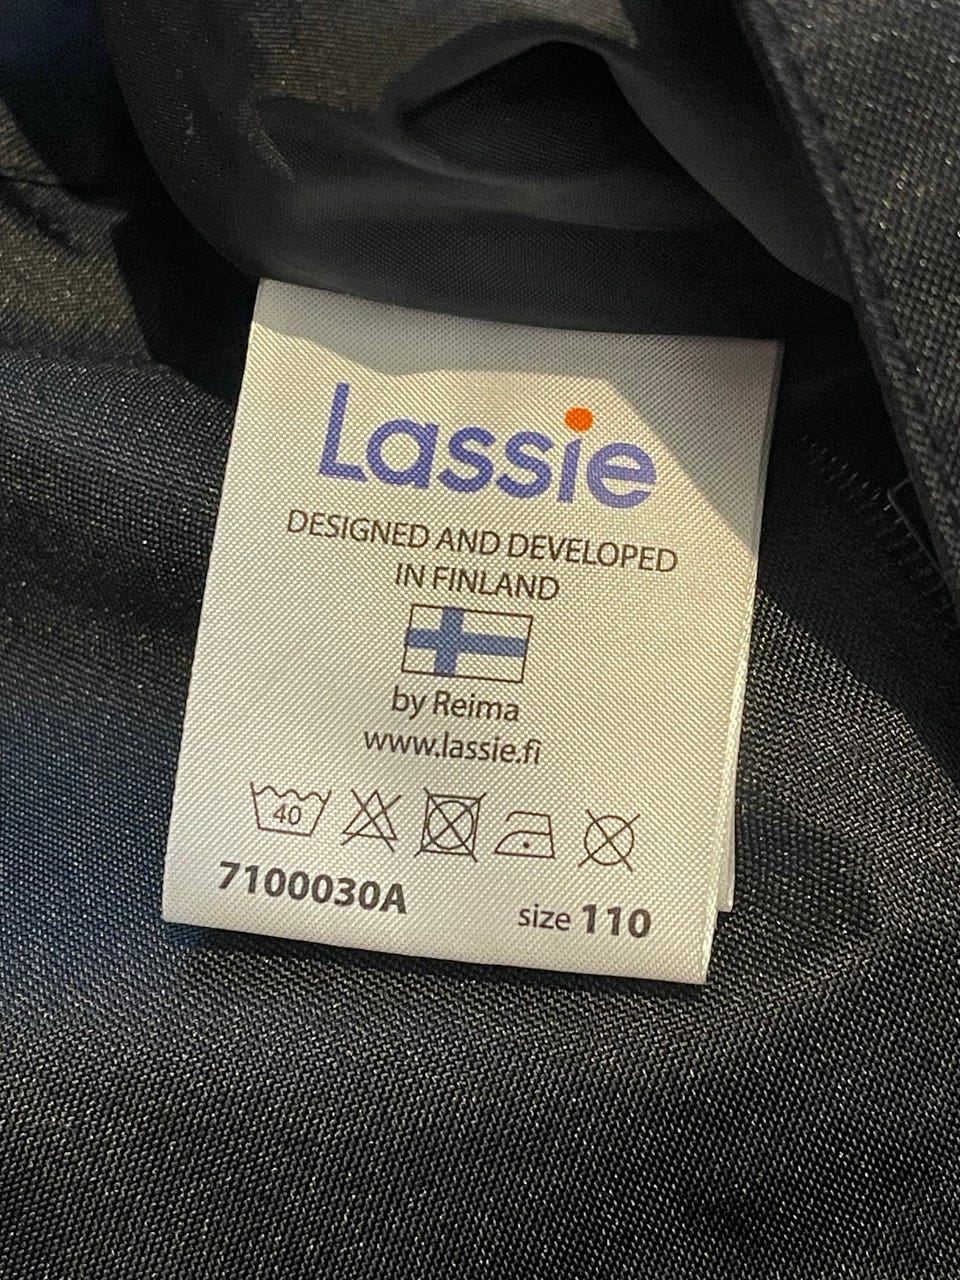 Lassie
DESIGNED AND DEVELOPED
IN FINLAND
by Reima
www.lassie.fi
40
7100030A
size 110